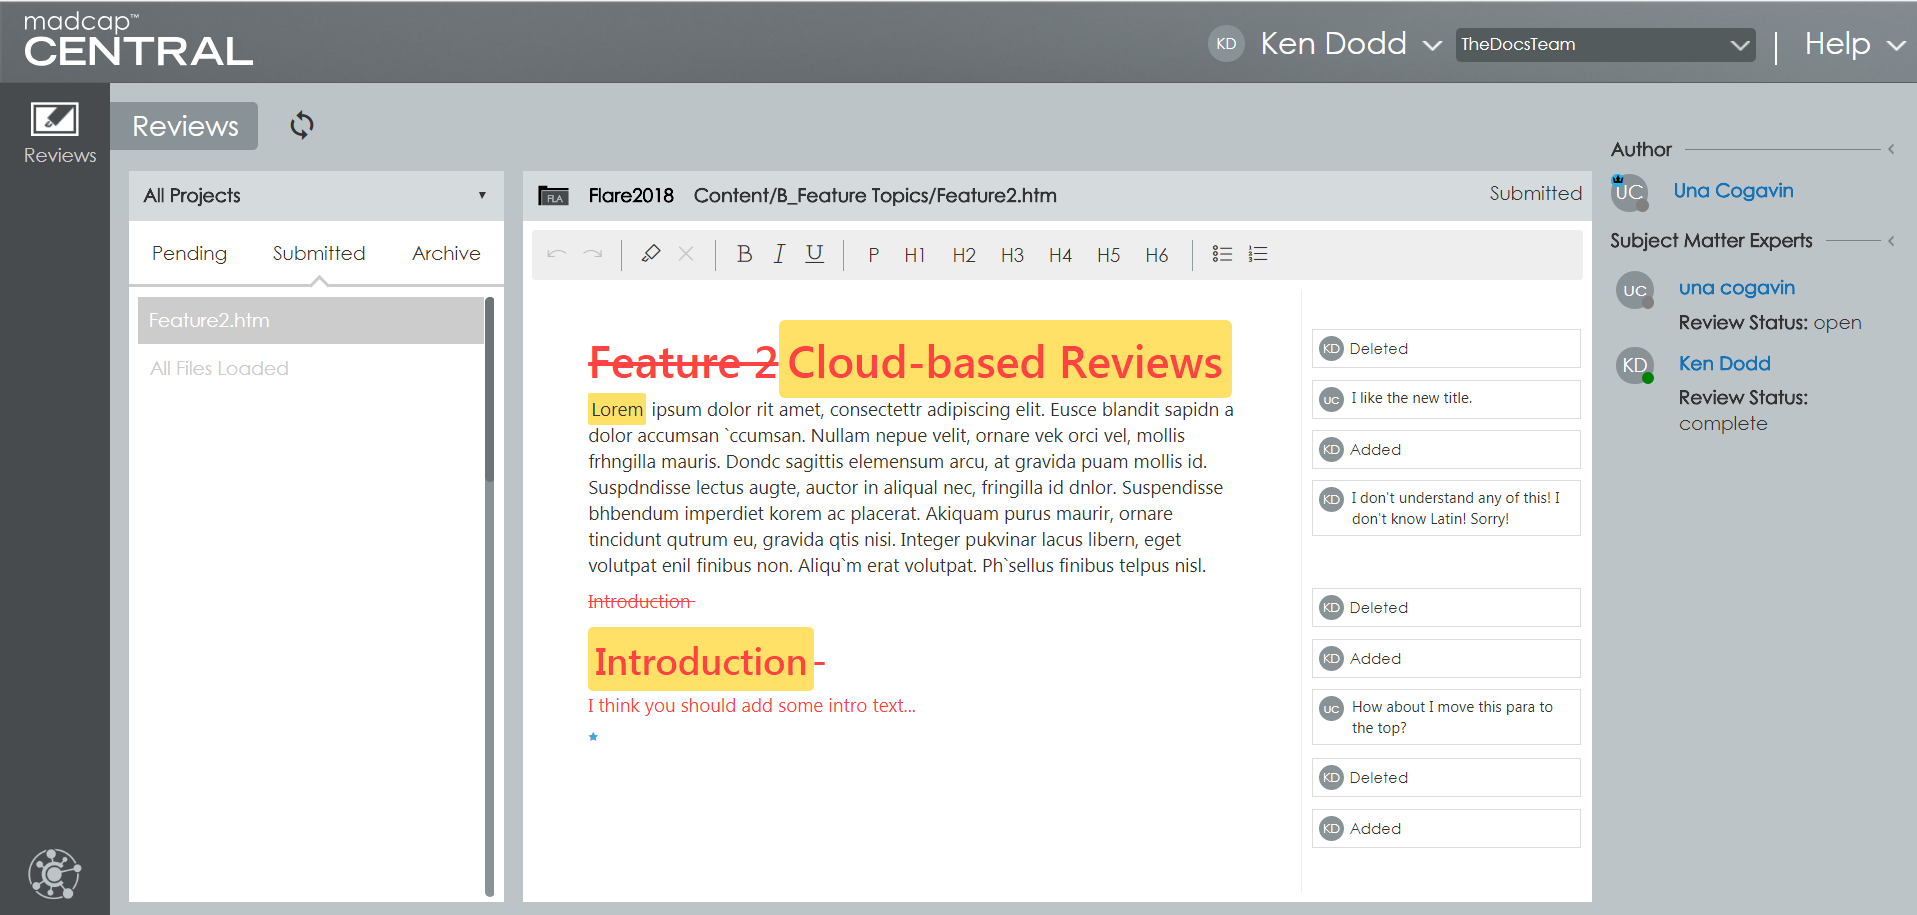 madcap™
CENTRAL
KD Ken Dodd TheDocsTeam Help
Reviews
Reviews
All Projects
Pending Submitted Archive
Feature2.htm
All Files Loaded
FLA Flare2018 Content/B_Feature Topics/Feature2.htm Submitted
B I U P H1 H2 H3 H4 H5 H6
Feature 2 Cloud-based Reviews
Lorem ipsum dolor rit amet, consectettr adipiscing elit. Eusce blandit sapidn a
dolor accumsan `ccumsan. Nullam nepue velit, ornare vek orci vel, mollis
frhngilla mauris. Dondc sagittis elemensum arcu, at gravida puam mollis id.
Suspdndisse lectus augte, auctor in aliqual nec, fringilla id dnlor. Suspendisse
bhbendum imperdiet korem ac placerat. Akiquam purus maurir, ornare
tincidunt qutrum eu, gravida qtis nisi. Integer pukvinar lacus libern, eget
volutpat enil finibus non. Aliqu`m erat volutpat. Ph`sellus finibus telpus nisl.
Introduction
Introduction
I think you should add some intro text...
KD Deleted
UC I like the new title.
KD Added
KD I don't understand any of this! I
don't know Latin! Sorry!
KD Deleted
KD Added
UC How about I move this para to
the top?
KD Deleted
KD Added
Author
UC Una Cogavin
Subject Matter Experts
UC una cogavin
Review Status: open
KD Ken Dodd
Review Status:
complete